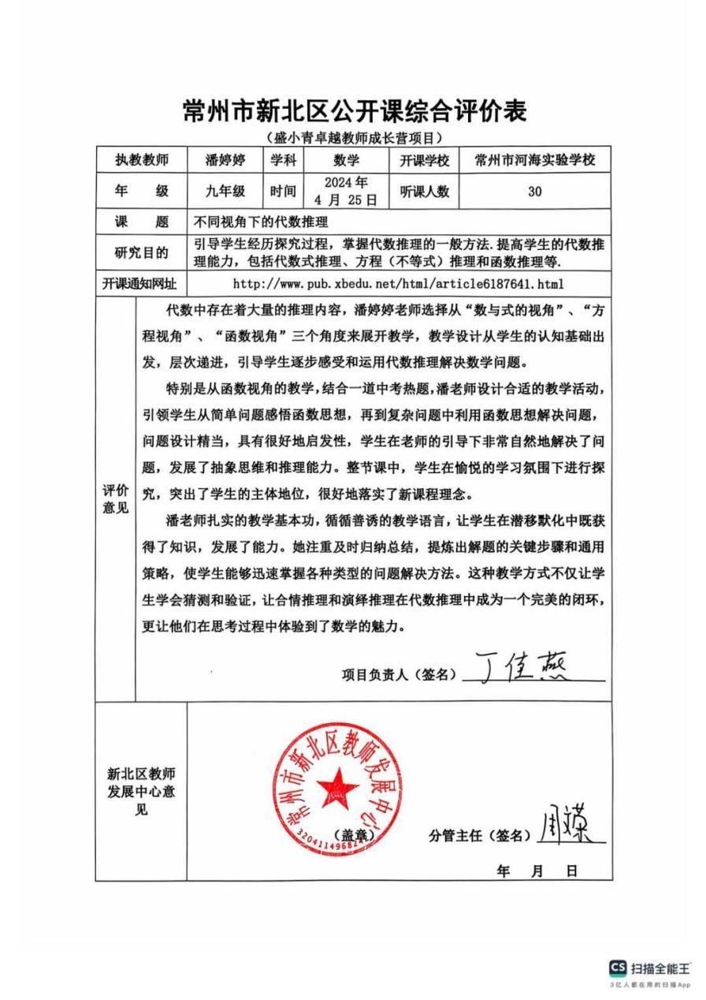 常州市新北区公开课综合评价表
（盛小青卓越教师成长营项目）
执教教师 潘婷婷 学科 数学 开课学校 常州市河海实验学校
年 级 九年级 时间 2024 年 4 月 25 日 听课人数 30
课 题 不同视角下的代数推理
研究目的 引导学生经历探究过程，掌握代数推理的一般方法.提高学生的代数推
理能力，包括代数式推理、方程（不等式）推理和函数推理等.
开课通知网址 http://www.pub.xbedu.net/html/article6187641.html
评价
意见
代数中存在着大量的推理内容，潘婷婷老师选择从“数与式的视角”、“方
程视角”、“函数视角”三个角度来展开教学，教学设计从学生的认知基础出
发，层次递进，引导学生逐步感受和运用代数推理解决数学问题。
特别是从函数视角的教学，结合一道中考热题，潘老师设计合适的教学活动，
引领学生从简单问题感悟函数思想，再到复杂问题中利用函数思想解决问题，
问题设计精当，具有很好地启发性，学生在老师的引导下非常自然地解决了问
题，发展了抽象思维和推理能力。整节课中，学生在愉悦的学习氛围下进行探
究，突出了学生的主体地位，很好地落实了新课程理念。
潘老师扎实的教学基本功，循循善诱的教学语言，让学生在潜移默化中既获
得了知识，发展了能力。她注重及时归纳总结，提炼出解题的关键步骤和通用
策略，使学生能够迅速掌握各种类型的问题解决方法。这种教学方式不仅让学
生学会猜测和验证，让合情推理和演绎推理在代数推理中成为一个完美的闭环，
更让他们在思考过程中体验到了数学的魅力。
项目负责人（签名）丁佳燕
新北区教师
发展中心意
见
常州市新北区教师发展中心
（盖章）
分管主任（签名）
年 月 日
CS 扫描全能王
3亿人都在用的扫描App